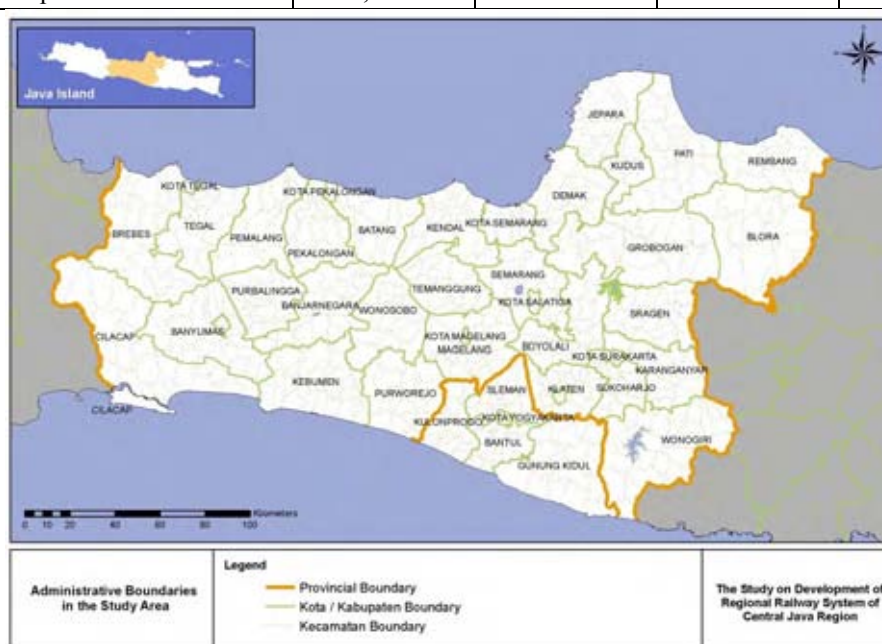 Java Island
JEPARA
PATI
KUDUS
REMBANG
KOTA TEGAL
KOTA PEKALONGAN
DEMAK
BREBES
TEGAL
PEMALANG
BATANG
KENDAL
KOTA SEMARANG
BLORA
GROBOGAN
PEKALONGAN
SEMARANG
PURBALINGGA
BANJARNEGARA
WONOSOBO
TEMANGGUNG
KOTA SALATIGA
SRAGEN
CILACAP
BANYUMAS
KOTA MAGELANG
MAGELANG
BOYOLALI
KOTA SURAKARTA
KARANGANYAR
KEBUMEN
PURWOREJO
SLEMAN
KLATEN
SUKOHARJO
CILACAP
KULONPROGO
KOTA YOGYAKARTA
BANTUL
WONOGIRI
GUNUNG KIDUL
Kilometers
0 10 20 40 60 80 100
Administrative Boundaries
in the Study Area
Legend
Provincial Boundary
Kota / Kabupaten Boundary
Kecamatan Boundary
The Study on Development of
Regional Railway System of
Central Java Region